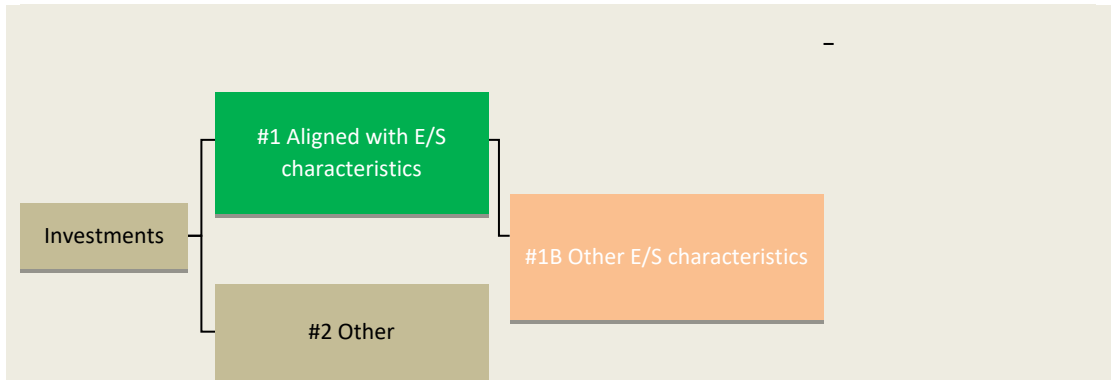 #1 Aligned with E/S
characteristics
Investments
#1B Other E/S characteristics
#2 Other